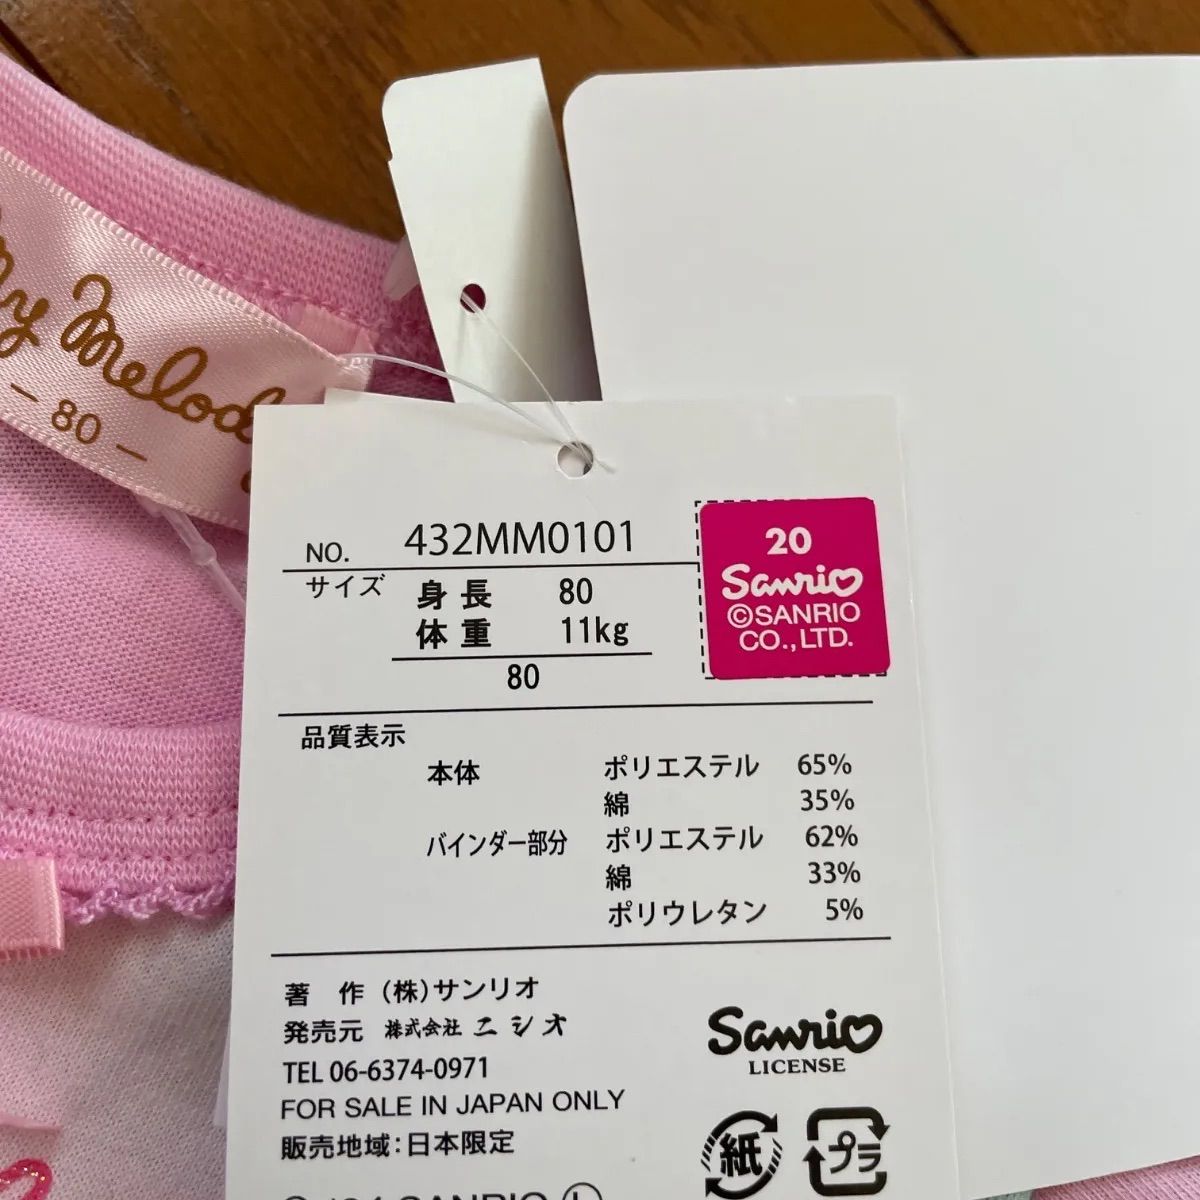 My Melod
— 80 —
NO. 432MM0101
サイズ 身長 80
体重 11kg
80
20
Sanrio
©SANRIO
CO.,LTD.
品質表示
本体 ポリエステル 65%
綿 35%
バインダー部分 ポリエステル 62%
綿 33%
ポリウレタン 5%
著 作 (株)サンリオ
発売元 株式会社 ニシオ
TEL 06-6374-0971
FOR SALE IN JAPAN ONLY
販売地域:日本限定
Sanrio
LICENSE
紙
プラ
SANRIO